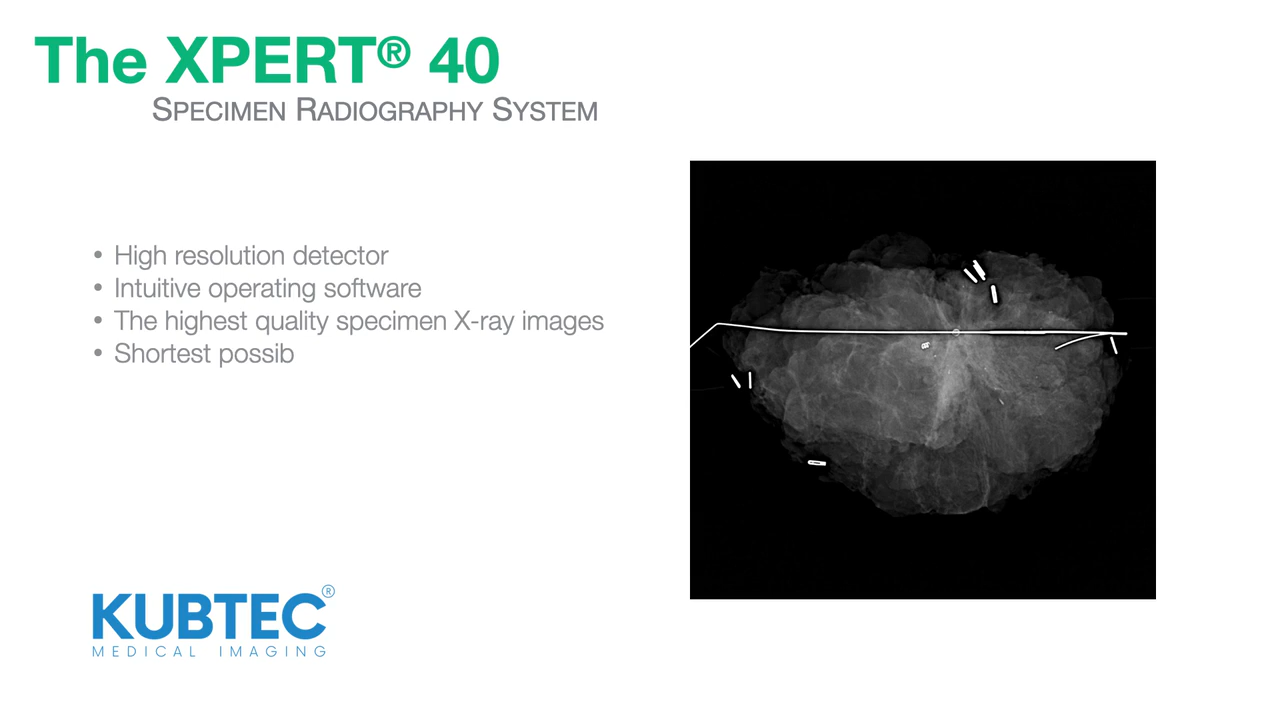 The XPERT® 40
SPECIMEN RADIOGRAPHY SYSTEM
• High resolution detector
• Intuitive operating software
• The highest quality specimen X-ray images
• Shortest possib
KUBTEC®
MEDICAL IMAGING